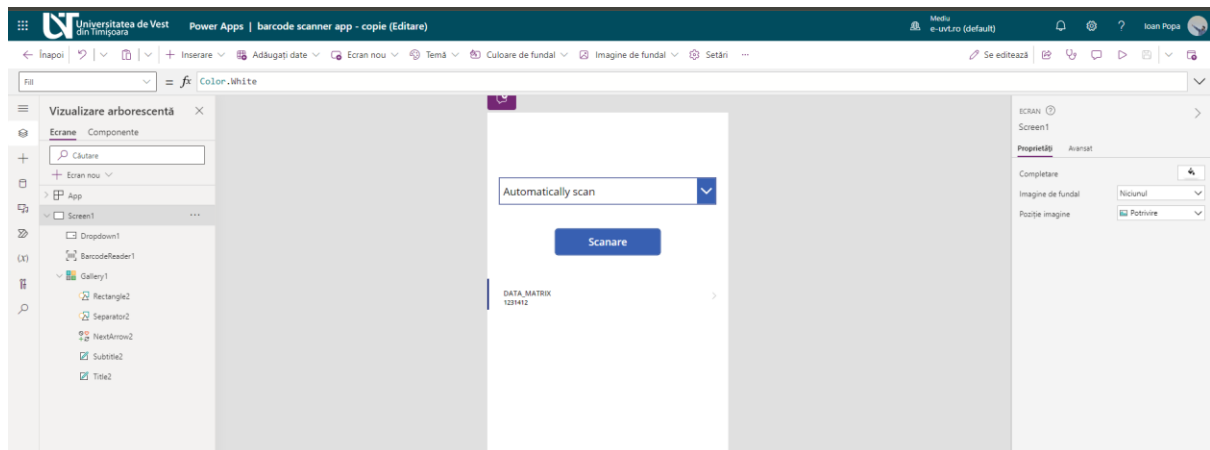 Universitatea de Vest
din Timișoara
Power Apps | barcode scanner app - copie (Editare)
Mediu
e-uvt.ro (default)
Ioan Popa
Înapoi
Inserare
Adăugați date
Ecran nou
Temă
Culoare de fundal
Imagine de fundal
Setări
Se editează
Fill
= fx Color.White
Vizualizare arborescentă
Ecrane Componente
Căutare
Ecran nou
App
Screen1
Dropdown1
BarcodeReader1
Gallery1
Rectangle2
Separator2
NextArrow2
Subtitle2
Title2
Automatically scan
Scanare
DATA_MATRIX
1231412
ECRAN
Screen1
Proprietăți Avansat
Completare
Imagine de fundal Niciunul
Poziție imagine Potrivire